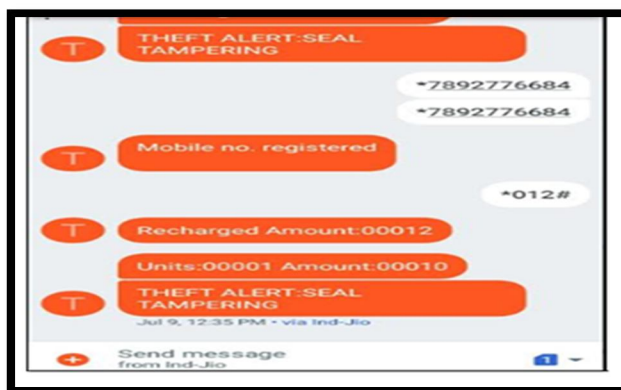 T
THEFT ALERT:SEAL
TAMPERING
*7892776684
*7892776684
T
Mobile no. registered
*012#
T
Recharged Amount:00012
Units:00001 Amount:00010
T
THEFT ALERT:SEAL
TAMPERING
Jul 9, 12:35 PM • via Ind-Jio
Send message
from Ind-Jio
1